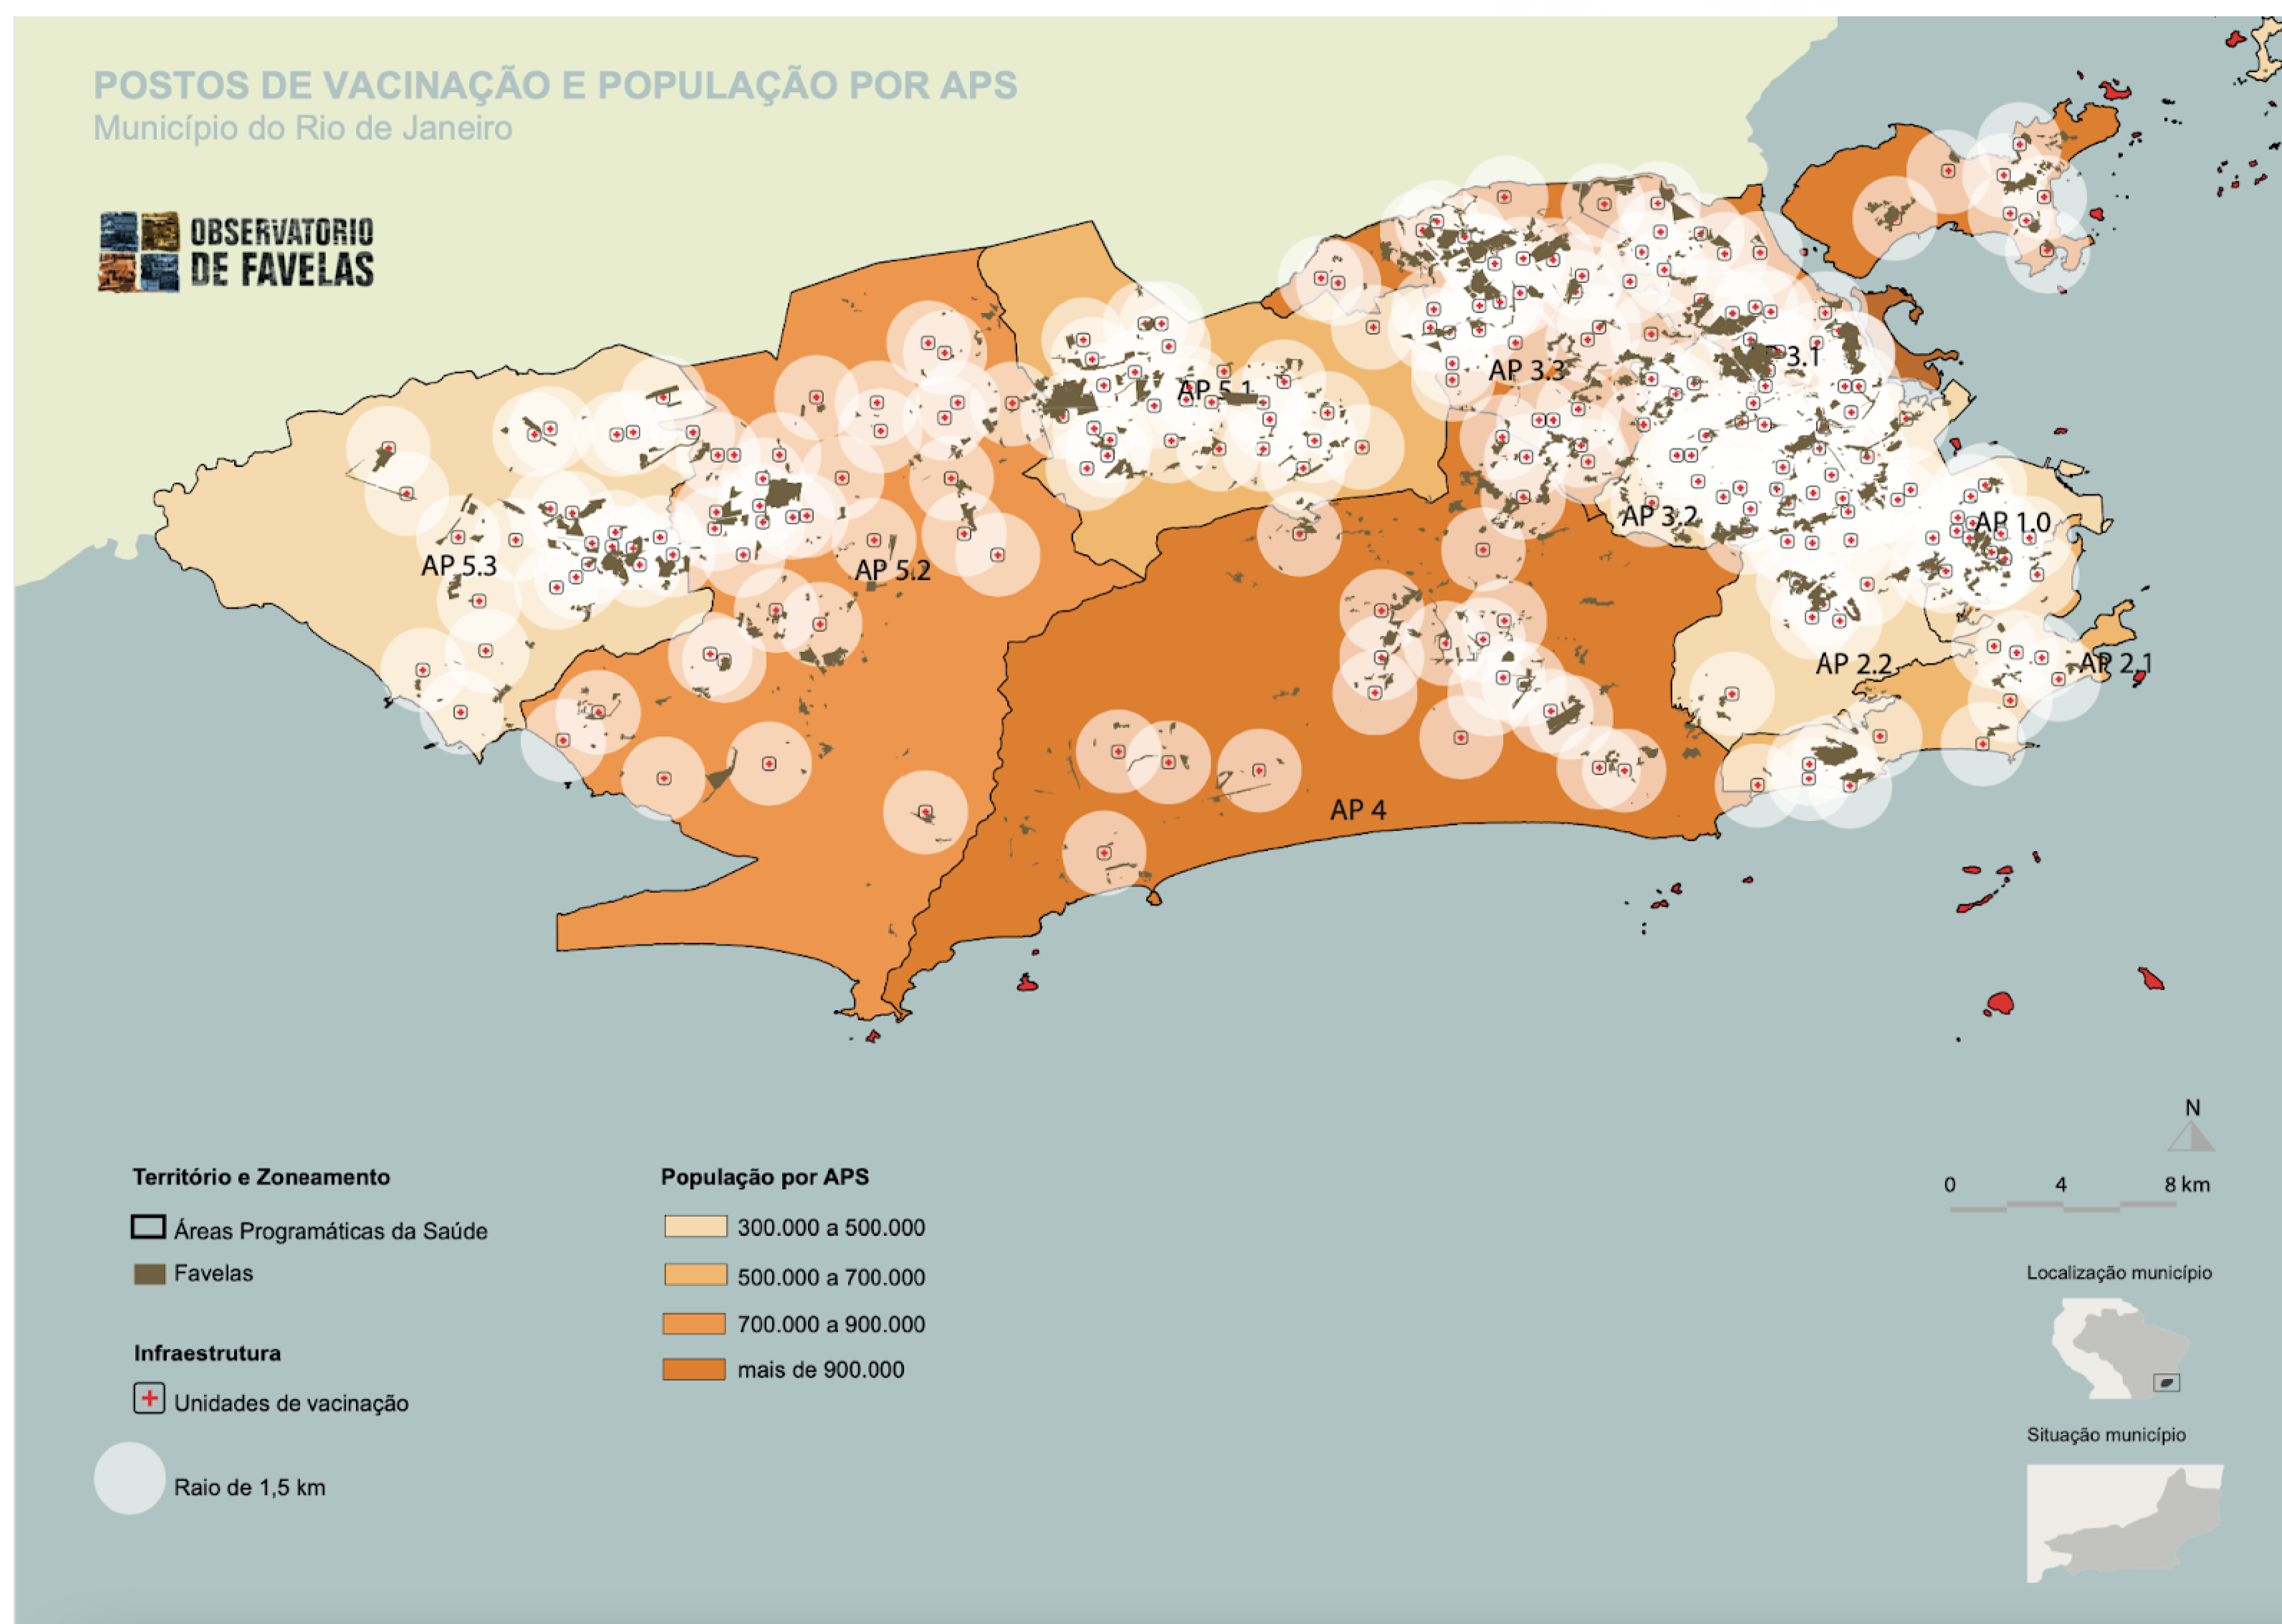 POSTOS DE VACINAÇÃO E POPULAÇÃO POR APS
Município do Rio de Janeiro
OBSERVATORIO
DE FAVELAS
AP 3.3
3.1
AP 5.1
AP 3.2
AP 1.0
AP 5.3
AP 5.2
AP 2.2
AP 2.1
AP 4
N
0 4 8 km
Território e Zoneamento
Áreas Programáticas da Saúde
Favelas
Infraestrutura
Unidades de vacinação
Raio de 1,5 km
População por APS
300.000 a 500.000
500.000 a 700.000
700.000 a 900.000
mais de 900.000
Localização município
Situação município